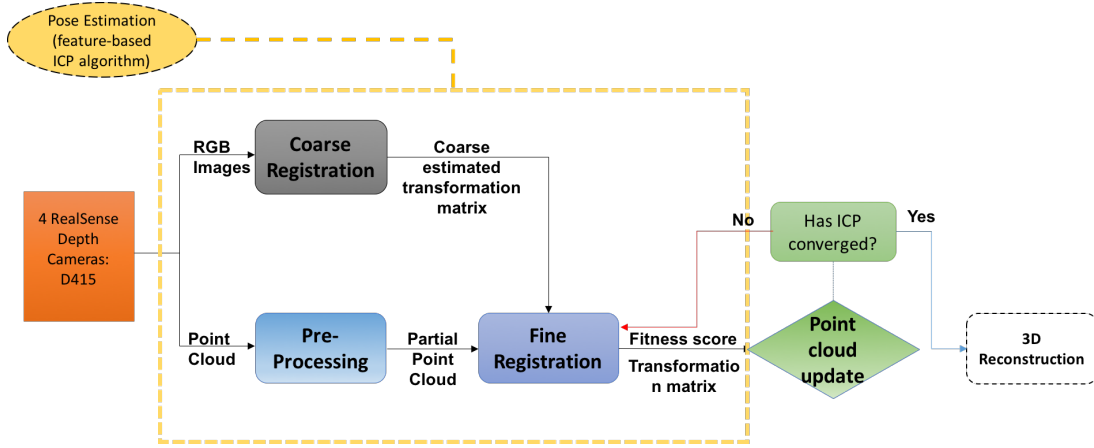 Pose Estimation
(feature-based
ICP algorithm)
RGB
Images
Coarse
Registration
Coarse
estimated
transformation
matrix
4 RealSense
Depth
Cameras:
D415
No
Has ICP
converged?
Yes
Point
Cloud
Pre-
Processing
Partial
Point
Cloud
Fine
Registration
Fitness score
Transformatio
n matrix
Point
cloud
update
3D
Reconstruction